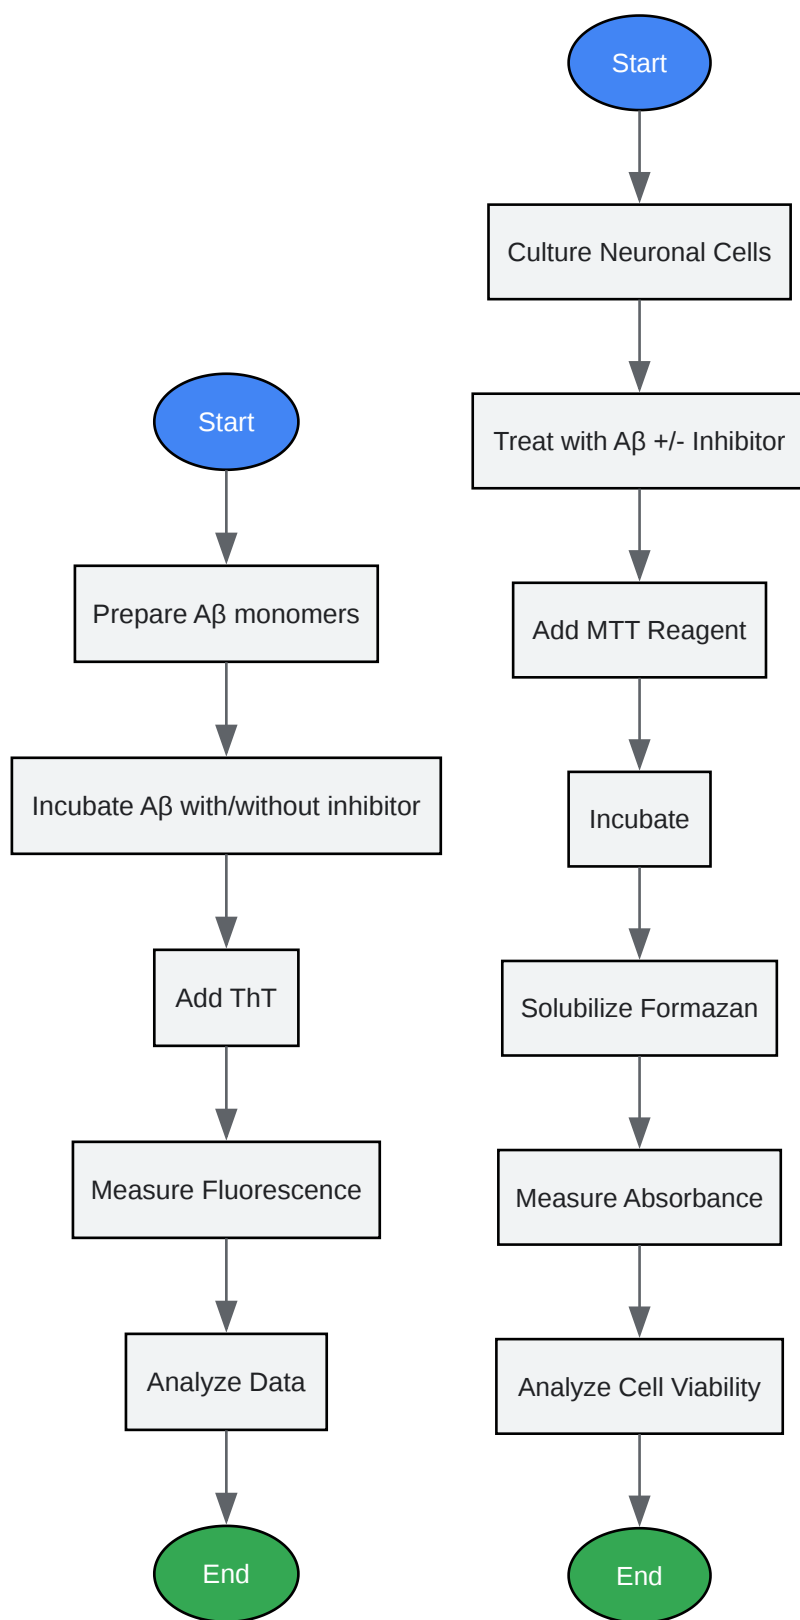 Start
Prepare Aβ monomers
Incubate Aβ with/without inhibitor
Add ThT
Measure Fluorescence
Analyze Data
End
Start
Culture Neuronal Cells
Treat with Aβ +/- Inhibitor
Add MTT Reagent
Incubate
Solubilize Formazan
Measure Absorbance
Analyze Cell Viability
End